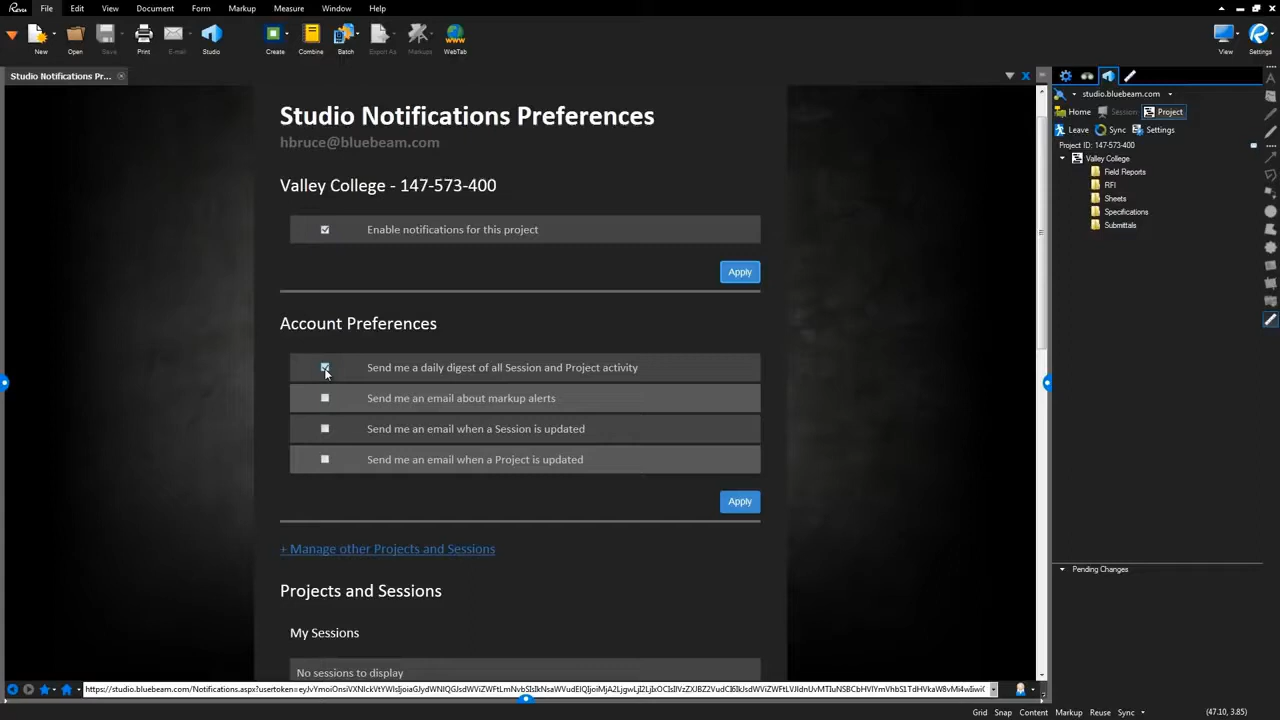 Revu File Edit View Document Form Markup Measure Window Help
New Open Save Print E-mail Studio Create Combine Batch Export As Markups WebTab View Settings
Studio Notifications Pr...
Studio Notifications Preferences
hbruce@bluebeam.com
Valley College - 147-573-400
Enable notifications for this project
Apply
Account Preferences
Send me a daily digest of all Session and Project activity
Send me an email about markup alerts
Send me an email when a Session is updated
Send me an email when a Project is updated
Apply
+ Manage other Projects and Sessions
Projects and Sessions
My Sessions
No sessions to display
studio.bluebeam.com
Home Session Project
Leave Sync Settings
Project ID: 147-573-400
Valley College
Field Reports
RFI
Sheets
Specifications
Submittals
Pending Changes
Grid Snap Content Markup Reuse Sync (47.10, 3.85)